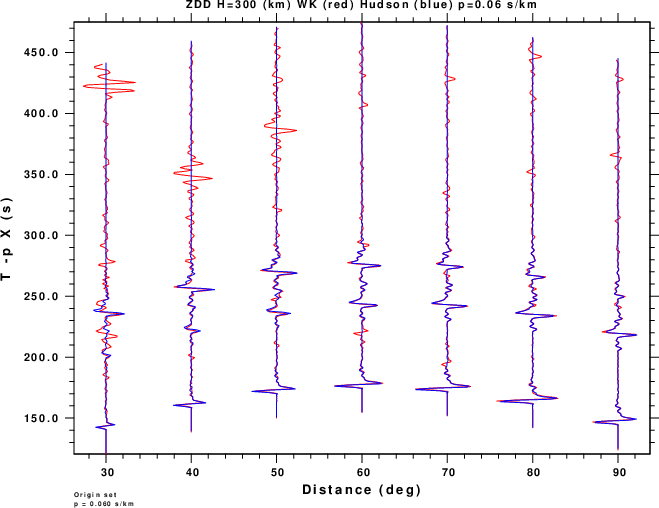 ZDD H=300 (km) WK (red) Hudson (blue) p=0.06 s/km
450.0
400.0
350.0
300.0
250.0
200.0
150.0
T -p X (s)
30 40 50 60 70 80 90
Distance (deg)
Origin set
p = 0.060 s/km